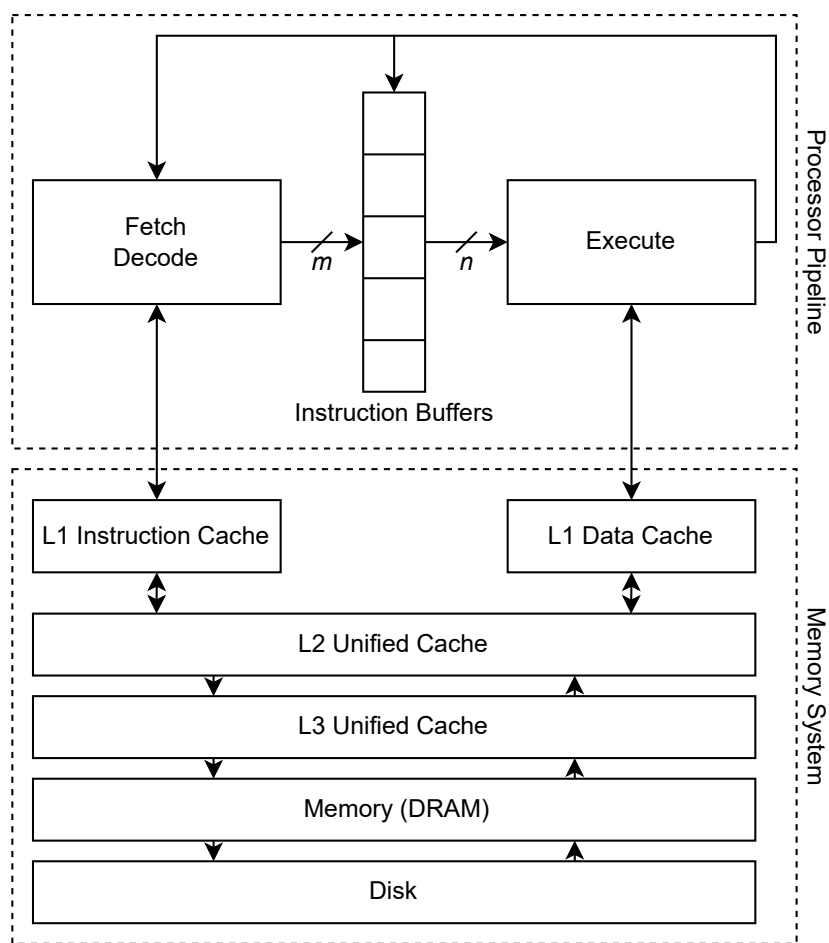 Fetch
Decode
m
n
Execute
Instruction Buffers
Processor Pipeline
L1 Instruction Cache
L1 Data Cache
L2 Unified Cache
L3 Unified Cache
Memory (DRAM)
Disk
Memory System